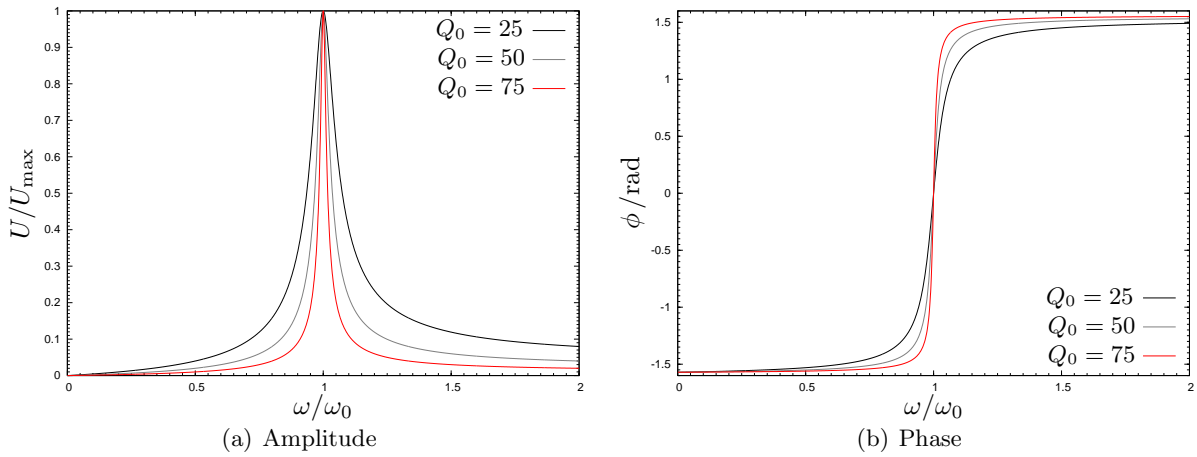 1
0.9
0.8
0.7
0.6
0.5
0.4
0.3
0.2
0.1
0
U/U_max
Q_0 = 25
Q_0 = 50
Q_0 = 75
0 0.5 1 1.5 2
ω/ω_0
(a) Amplitude
1.5
1
0.5
0
-0.5
-1
-1.5
ϕ /rad
Q_0 = 25
Q_0 = 50
Q_0 = 75
0 0.5 1 1.5 2
ω/ω_0
(b) Phase